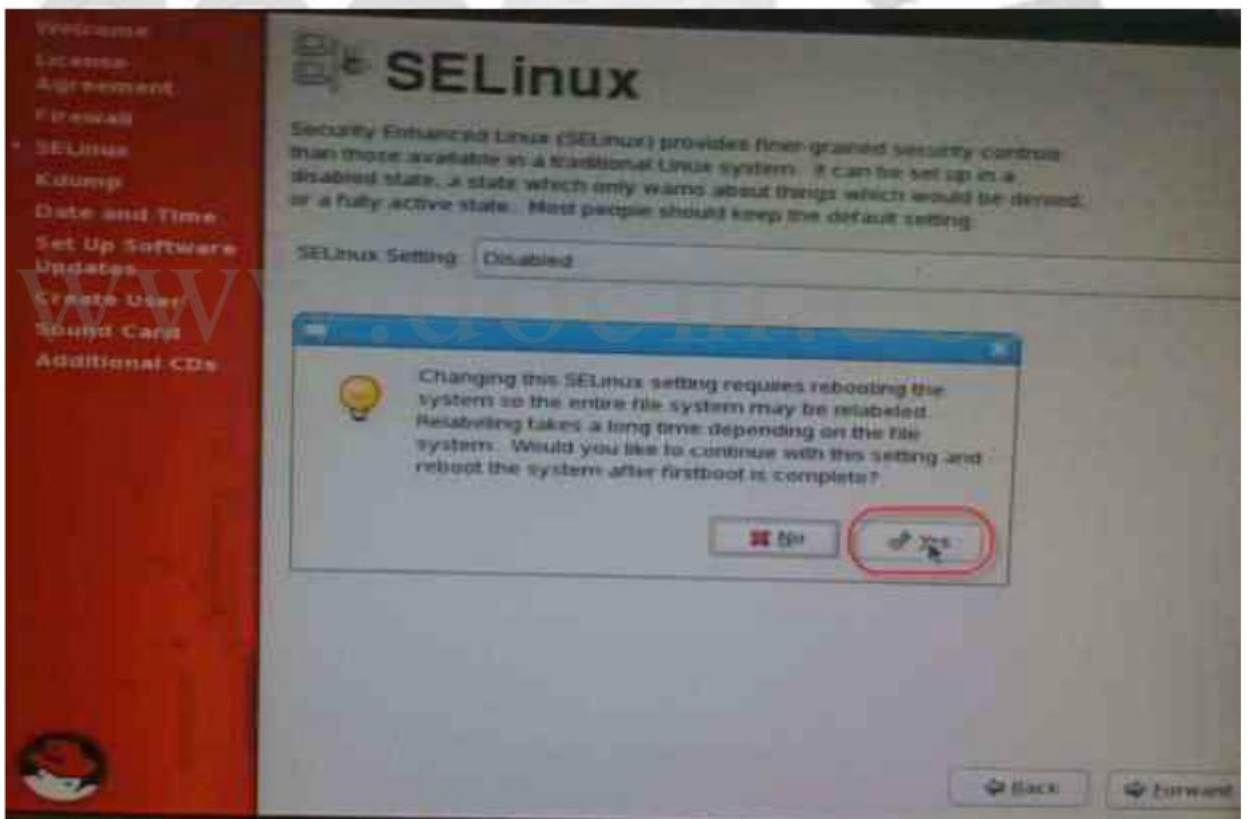 Welcome
License
Agreement
Firewall
SELinux
Kdump
Date and Time
Set Up Software
Updates
Create User
Sound Card
Additional CDs
SELinux
Security Enhanced Linux (SELinux) provides finer-grained security controls
than those available in a traditional Linux system. It can be set up in a
disabled state, a state which only warns about things which would be denied,
or a fully active state. Most people should keep the default setting.
SELinux Setting: Disabled
Changing this SELinux setting requires rebooting the
system so the entire file system may be relabeled.
Relabeling takes a long time depending on the file
system. Would you like to continue with this setting and
reboot the system after firstboot is complete?
No
Yes
Back
Forward